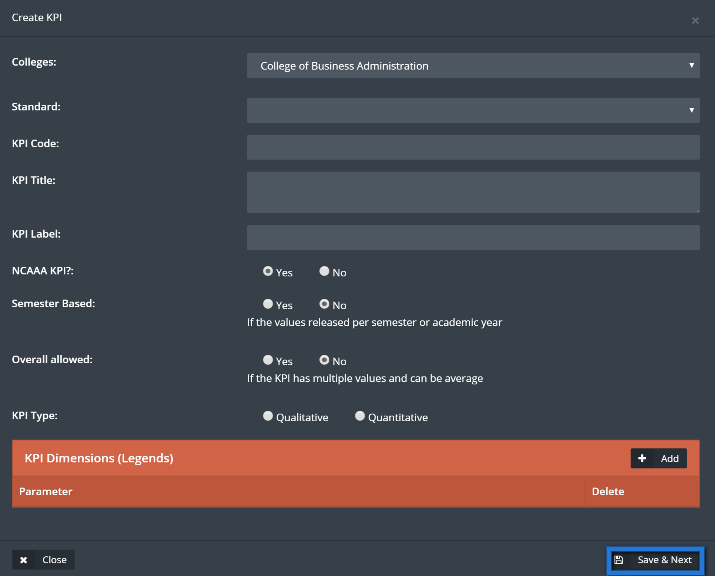 Create KPI
Colleges:
College of Business Administration
Standard:
KPI Code:
KPI Title:
KPI Label:
NCAAA KPI?:
Yes No
Semester Based:
Yes No
If the values released per semester or academic year
Overall allowed:
Yes No
If the KPI has multiple values and can be average
KPI Type:
Qualitative Quantitative
KPI Dimensions (Legends)
Add
Parameter Delete
Close
Save & Next